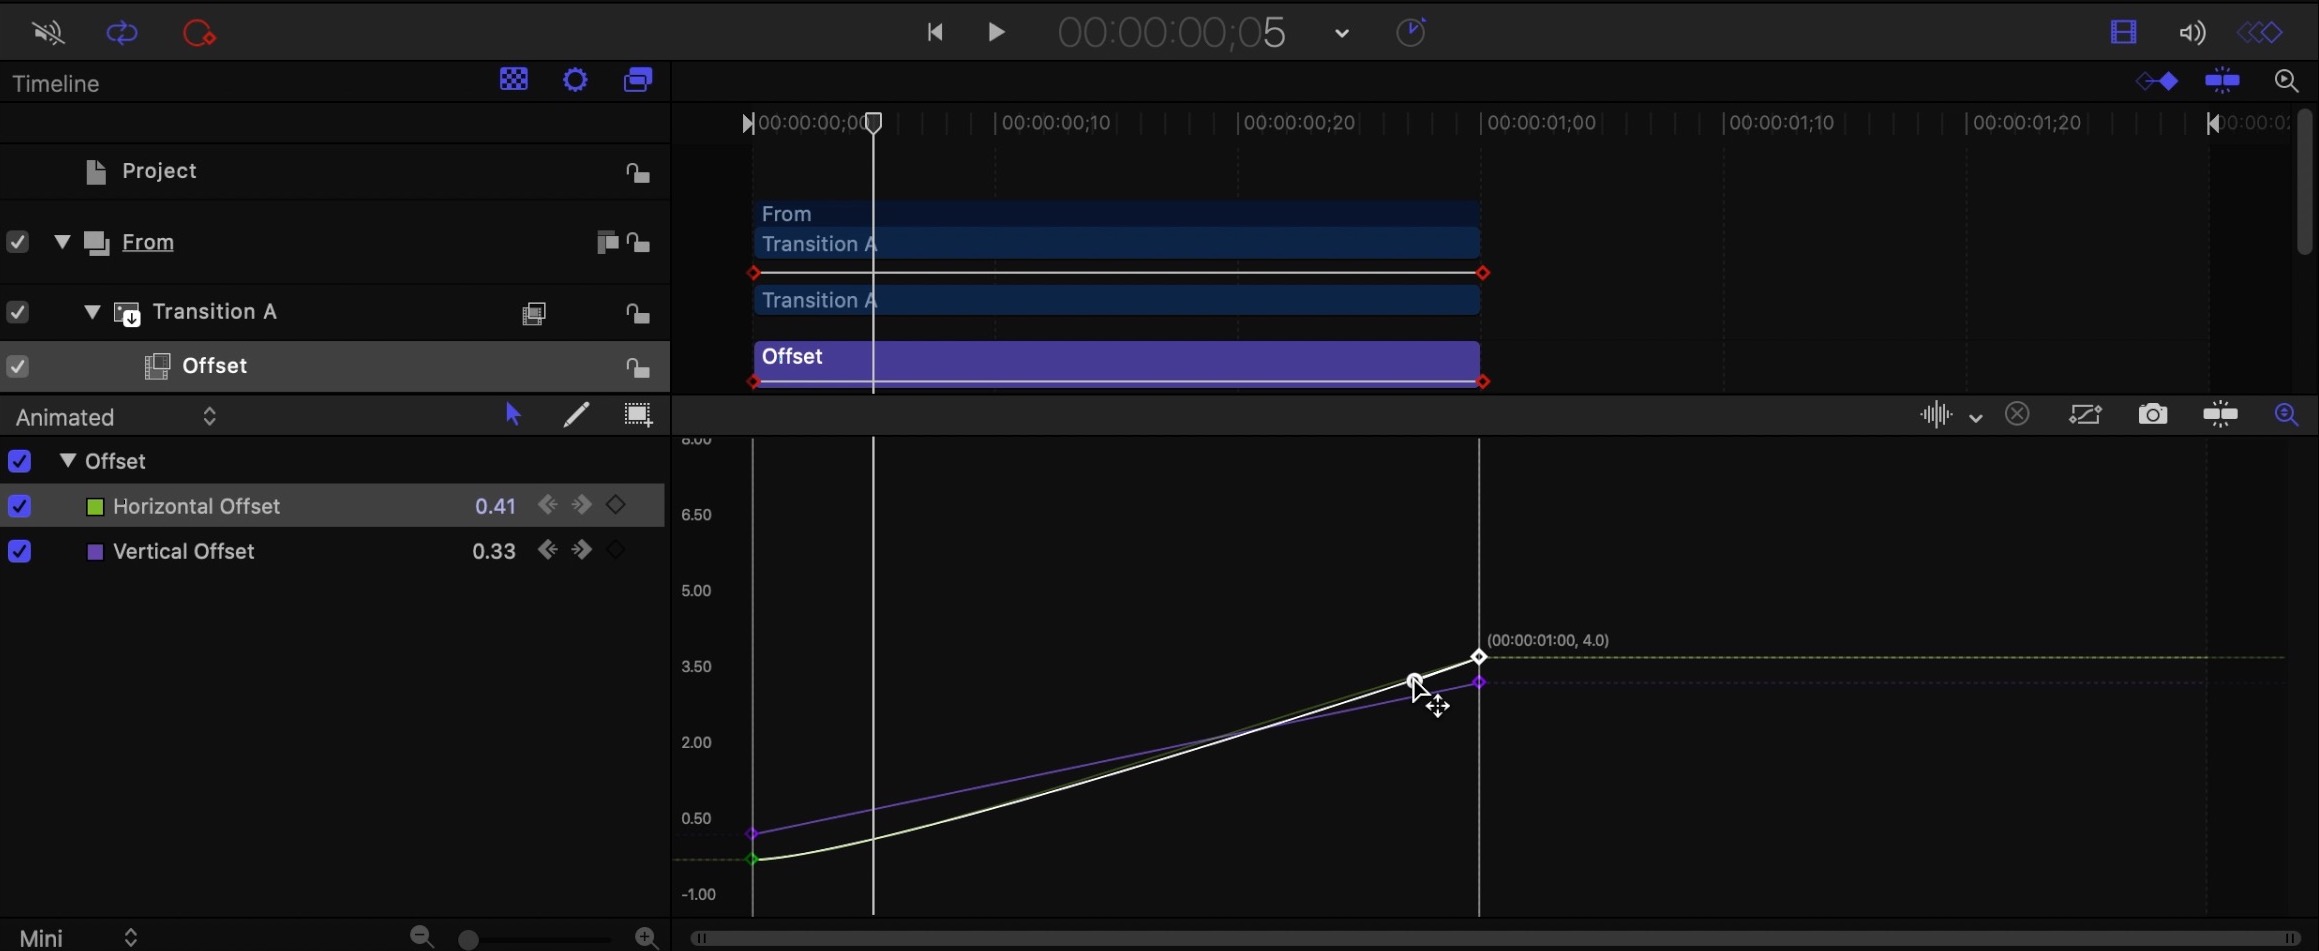 00:00:00;05
Timeline
00:00:00;00
00:00:00;10
00:00:00;20
00:00:01;00
00:00:01;10
00:00:01;20
Project
From
Transition A
From
Transition A
Transition A
Offset
Offset
Animated
8.00
Offset
Horizontal Offset 0.41
6.50
Vertical Offset 0.33
5.00
(00:00:01:00, 4.0)
3.50
2.00
0.50
-1.00
Mini